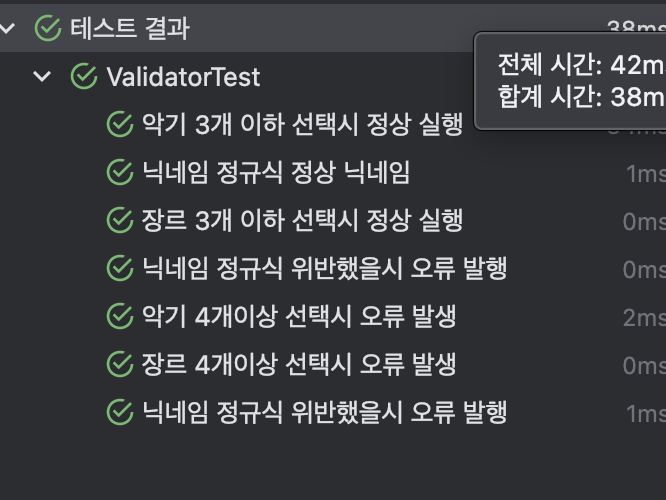 테스트 결과
전체 시간: 42m
합계 시간: 38m
ValidatorTest
악기 3개 이하 선택시 정상 실행
닉네임 정규식 정상 닉네임 1ms
장르 3개 이하 선택시 정상 실행 0ms
닉네임 정규식 위반했을시 오류 발행 0ms
악기 4개이상 선택시 오류 발생 2ms
장르 4개이상 선택시 오류 발생 0ms
닉네임 정규식 위반했을시 오류 발행 1ms